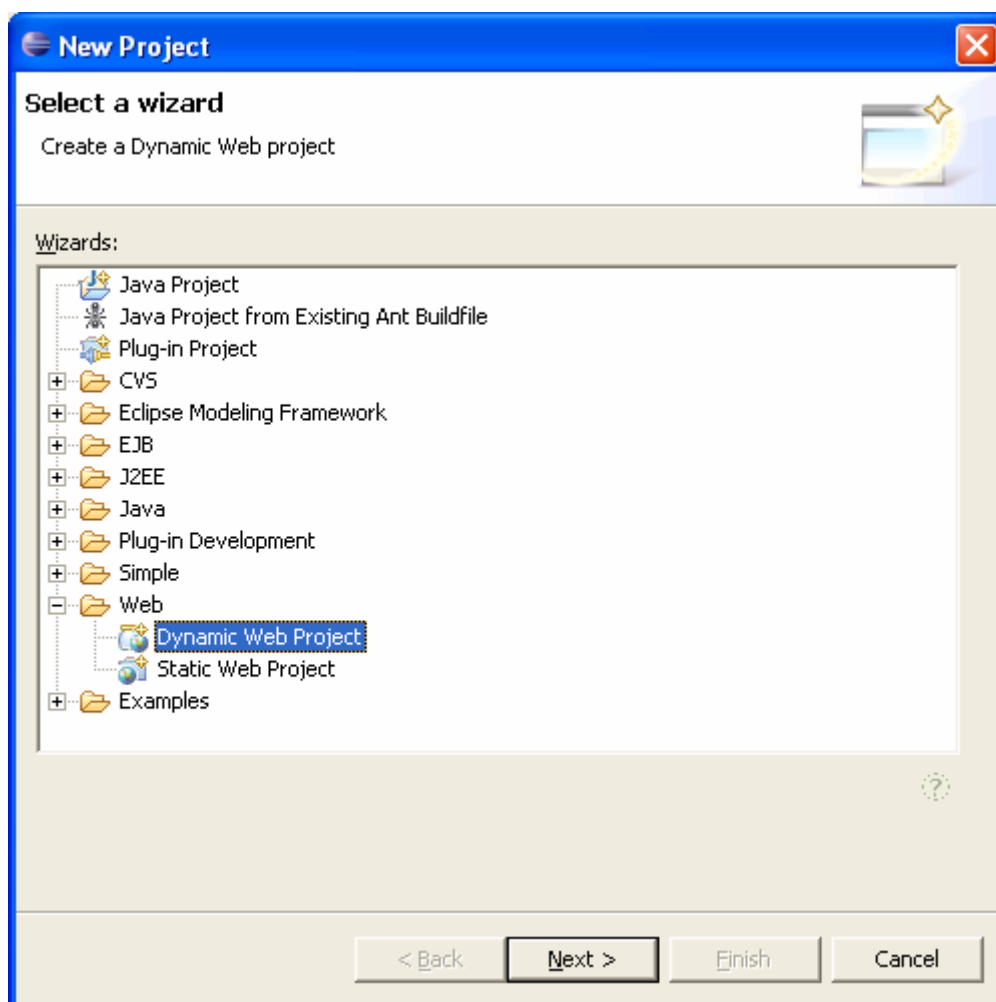 New Project
Select a wizard
Create a Dynamic Web project
Wizards:
Java Project
Java Project from Existing Ant Buildfile
Plug-in Project
CVS
Eclipse Modeling Framework
EJB
J2EE
Java
Plug-in Development
Simple
Web
Dynamic Web Project
Static Web Project
Examples
?
< Back Next > Finish Cancel